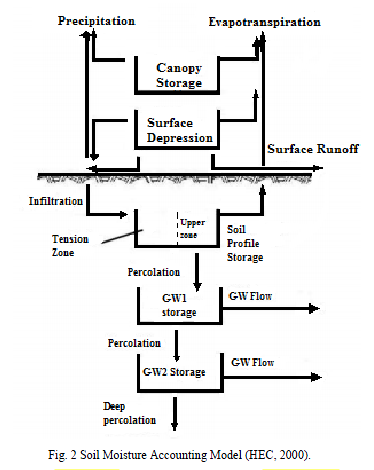 Precipitation
Evapotranspiration
Canopy
Storage
Surface
Depression
Surface Runoff
Infiltration
Upper
zone
Tension
Zone
Soil
Profile
Storage
Percolation
GW1
storage
GW Flow
Percolation
GW2 Storage
GW Flow
Deep
percolation
Fig. 2 Soil Moisture Accounting Model (HEC, 2000).